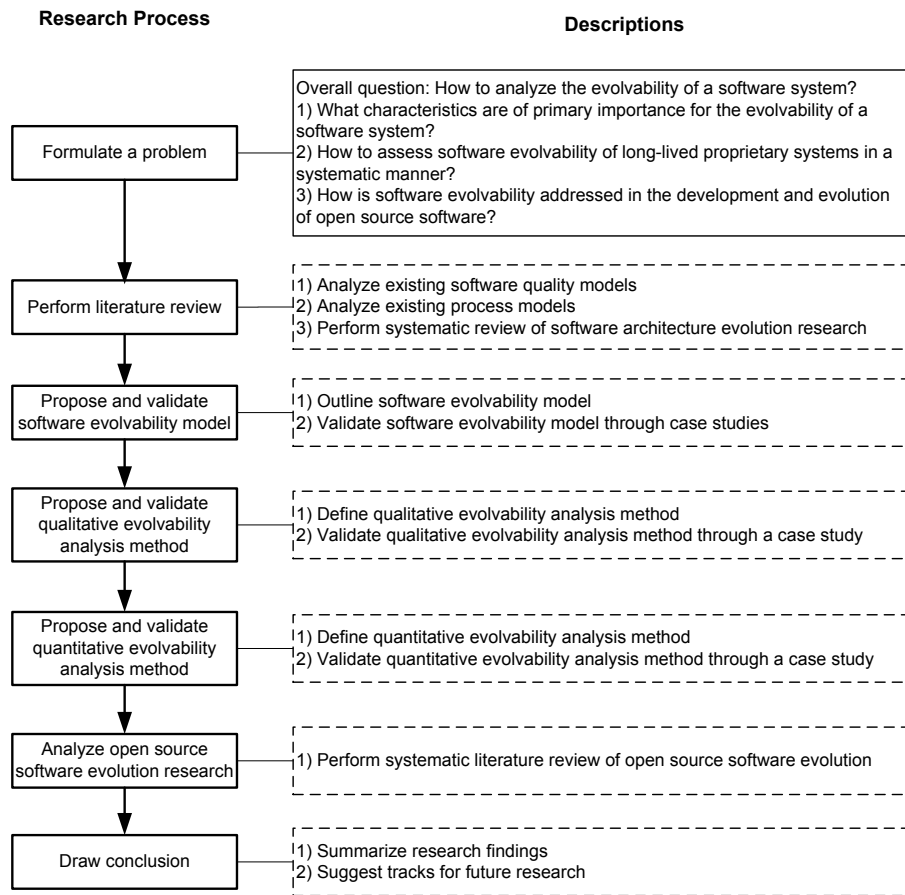 Research Process
Descriptions
Formulate a problem
Overall question: How to analyze the evolvability of a software system?
1) What characteristics are of primary importance for the evolvability of a
software system?
2) How to assess software evolvability of long-lived proprietary systems in a
systematic manner?
3) How is software evolvability addressed in the development and evolution
of open source software?
Perform literature review
1) Analyze existing software quality models
2) Analyze existing process models
3) Perform systematic review of software architecture evolution research
Propose and validate
software evolvability model
1) Outline software evolvability model
2) Validate software evolvability model through case studies
Propose and validate
qualitative evolvability
analysis method
1) Define qualitative evolvability analysis method
2) Validate qualitative evolvability analysis method through a case study
Propose and validate
quantitative evolvability
analysis method
1) Define quantitative evolvability analysis method
2) Validate quantitative evolvability analysis method through a case study
Analyze open source
software evolution research
1) Perform systematic literature review of open source software evolution
Draw conclusion
1) Summarize research findings
2) Suggest tracks for future research